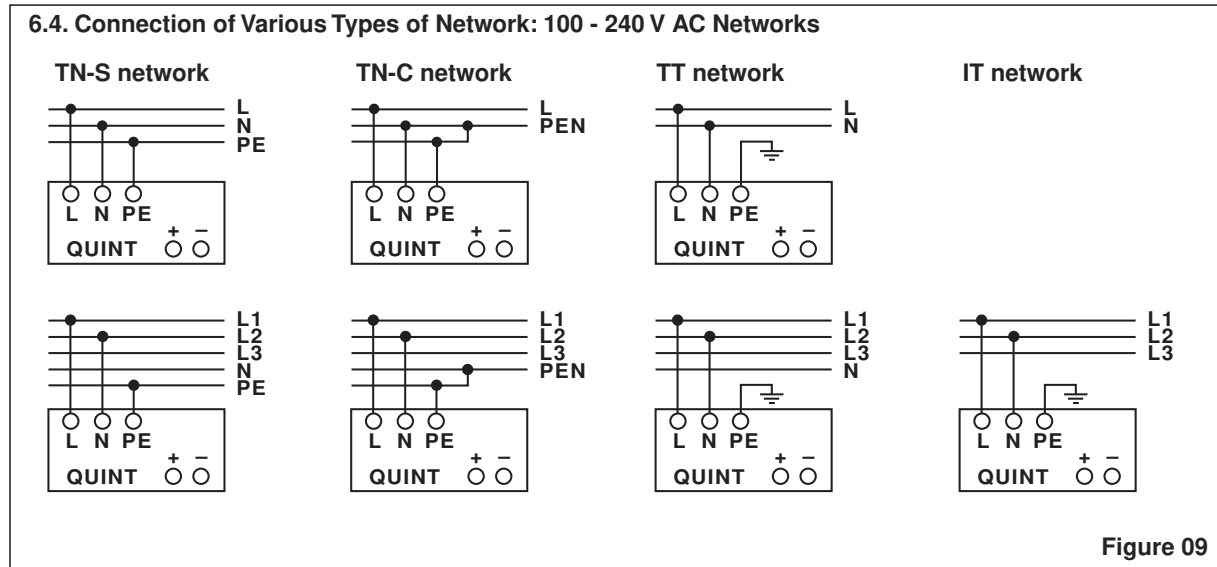 6.4. Connection of Various Types of Network: 100 - 240 V AC Networks
TN-S network
L
N
PE
L N PE
+ –
QUINT
TN-C network
L
PEN
L N PE
+ –
QUINT
TT network
L
N
L N PE
+ –
QUINT
IT network
L1
L2
L3
N
PE
L N PE
+ –
QUINT
L1
L2
L3
PEN
L N PE
+ –
QUINT
L1
L2
L3
N
L N PE
+ –
QUINT
L1
L2
L3
L N PE
+ –
QUINT
Figure 09